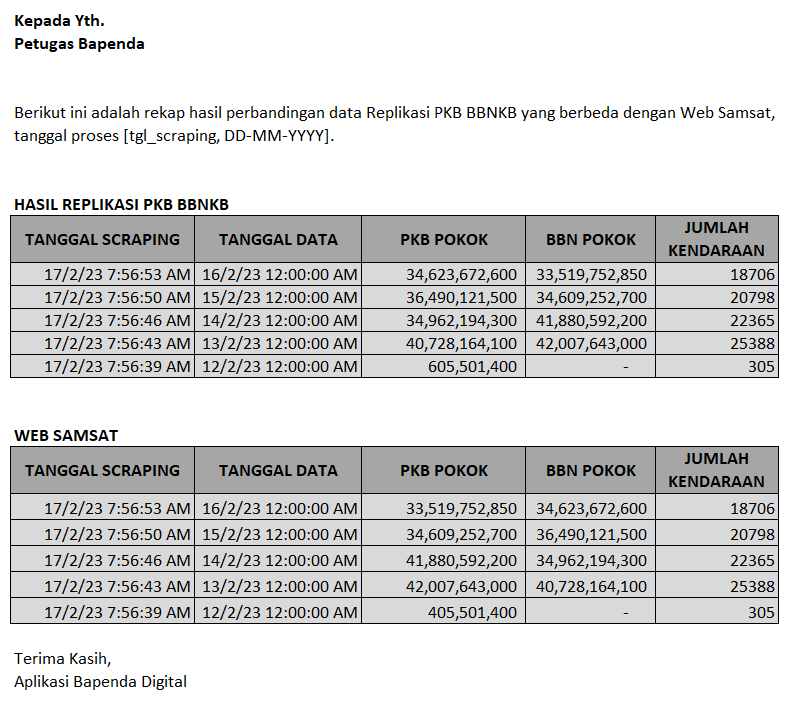 Kepada Yth.
Petugas Bapenda
Berikut ini adalah rekap hasil perbandingan data Replikasi PKB BBNKB yang berbeda dengan Web Samsat,
tanggal proses [tgl_scraping, DD-MM-YYYY].
HASIL REPLIKASI PKB BBNKB
TANGGAL SCRAPING TANGGAL DATA PKB POKOK BBN POKOK JUMLAH KENDARAAN
17/2/23 7:56:53 AM 16/2/23 12:00:00 AM 34,623,672,600 33,519,752,850 18706
17/2/23 7:56:50 AM 15/2/23 12:00:00 AM 36,490,121,500 34,609,252,700 20798
17/2/23 7:56:46 AM 14/2/23 12:00:00 AM 34,962,194,300 41,880,592,200 22365
17/2/23 7:56:43 AM 13/2/23 12:00:00 AM 40,728,164,100 42,007,643,000 25388
17/2/23 7:56:39 AM 12/2/23 12:00:00 AM 605,501,400 - 305
WEB SAMSAT
TANGGAL SCRAPING TANGGAL DATA PKB POKOK BBN POKOK JUMLAH KENDARAAN
17/2/23 7:56:53 AM 16/2/23 12:00:00 AM 33,519,752,850 34,623,672,600 18706
17/2/23 7:56:50 AM 15/2/23 12:00:00 AM 34,609,252,700 36,490,121,500 20798
17/2/23 7:56:46 AM 14/2/23 12:00:00 AM 41,880,592,200 34,962,194,300 22365
17/2/23 7:56:43 AM 13/2/23 12:00:00 AM 42,007,643,000 40,728,164,100 25388
17/2/23 7:56:39 AM 12/2/23 12:00:00 AM 405,501,400 - 305
Terima Kasih,
Aplikasi Bapenda Digital